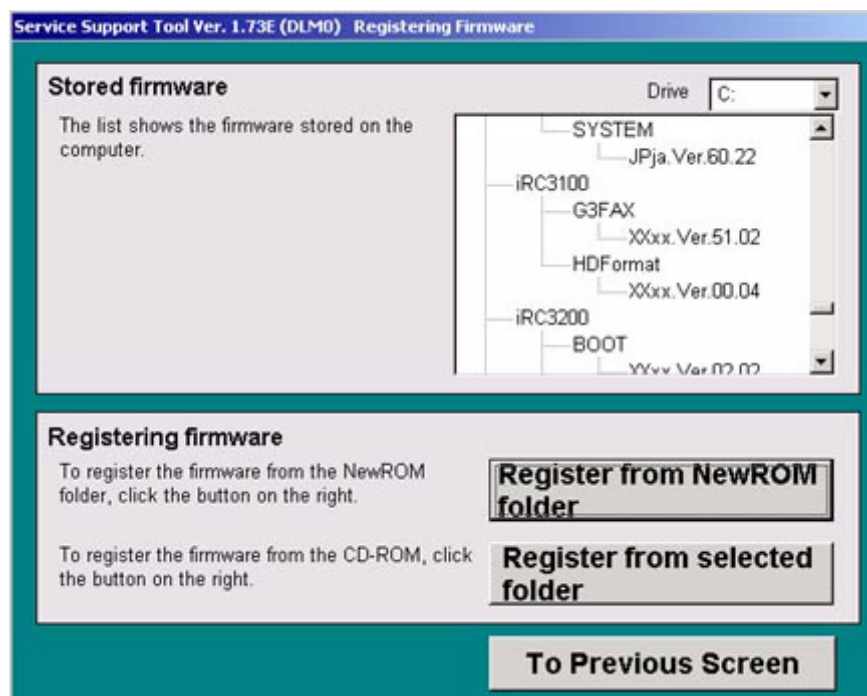 Service Support Tool Ver. 1.73E (DLM0) Registering Firmware
Stored firmware
Drive C:
The list shows the firmware stored on the
computer.
SYSTEM
JPja.Ver.60.22
iRC3100
G3FAX
XXxx.Ver.51.02
HDFormat
XXxx.Ver.00.04
iRC3200
BOOT
XXxx.Ver.02.02
Registering firmware
To register the firmware from the NewROM
folder, click the button on the right.
Register from NewROM
folder
To register the firmware from the CD-ROM, click
the button on the right.
Register from selected
folder
To Previous Screen